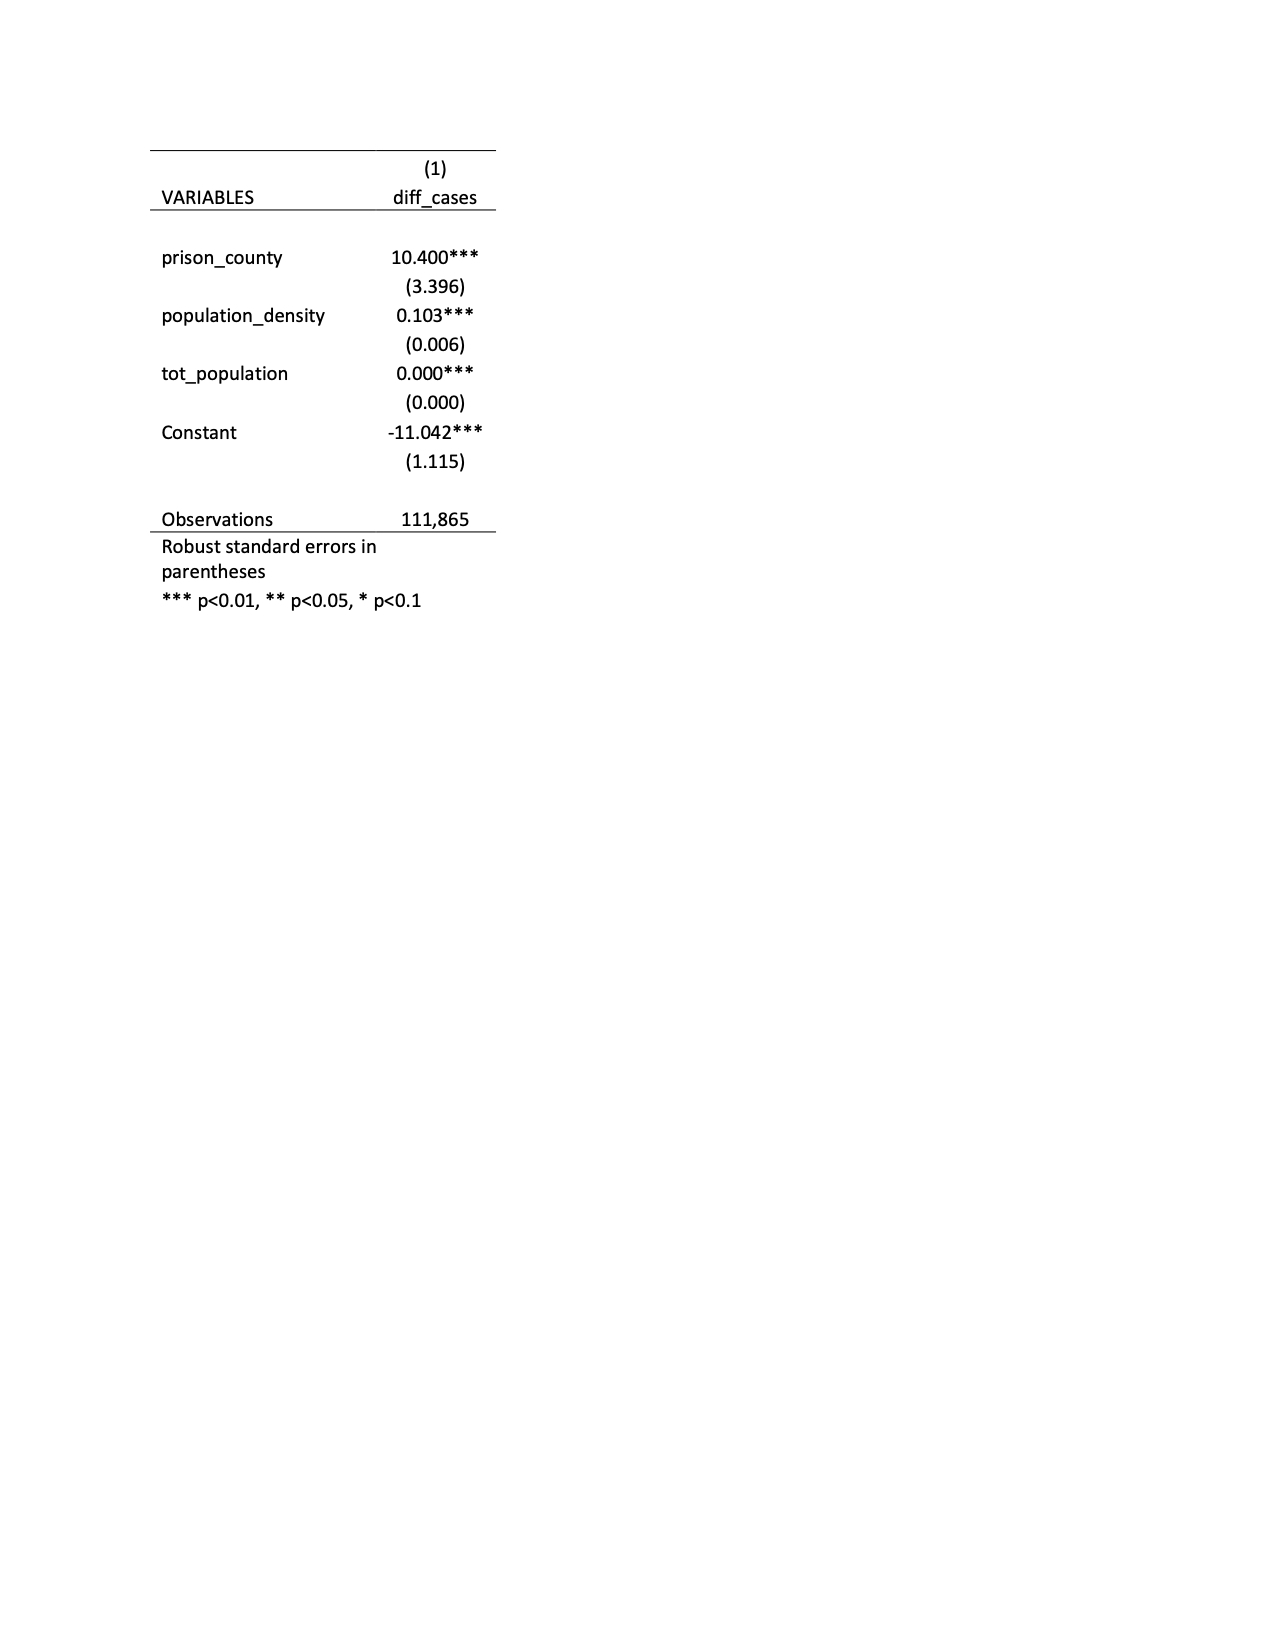 (1)
VARIABLES diff_cases
prison_county 10.400***
(3.396)
population_density 0.103***
(0.006)
tot_population 0.000***
(0.000)
Constant -11.042***
(1.115)
Observations 111,865
Robust standard errors in
parentheses
*** p<0.01, ** p<0.05, * p<0.1